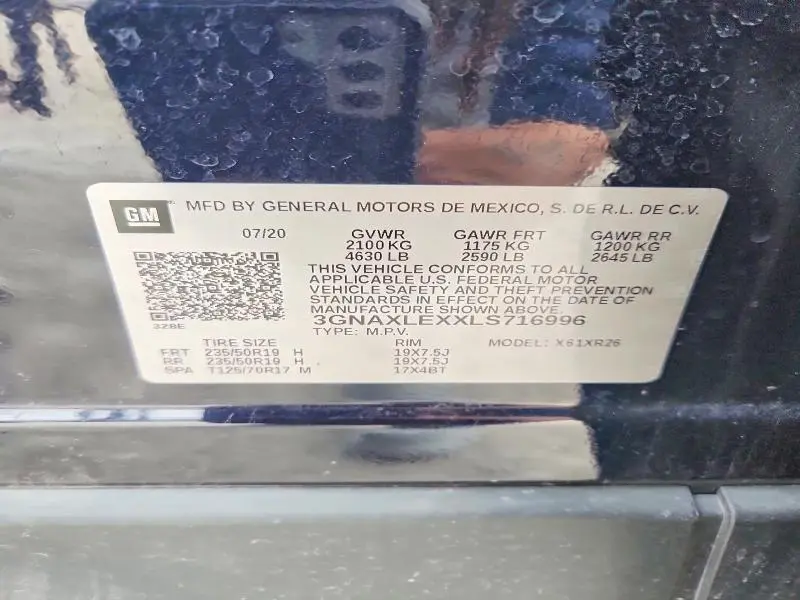 GM MFD BY GENERAL MOTORS DE MEXICO, S. DE R.L. DE C.V.
07/20 GVWR GAWR FRT GAWR RR
2100 KG 1175 KG 1200 KG
4630 LB 2590 LB 2645 LB
THIS VEHICLE CONFORMS TO ALL
APPLICABLE U.S. FEDERAL MOTOR
VEHICLE SAFETY AND THEFT PREVENTION
STANDARDS IN EFFECT ON THE DATE OF
MANUFACTURE SHOWN ABOVE.
3GNAXLEXXLS716996
328E
TYPE: M.P.V. MODEL: X61XR26
TIRE SIZE RIM
FRT 235/50R19 H 19X7.5J
RR 235/50R19 H 19X7.5J
SPA T125/70R17 M 17X4BT